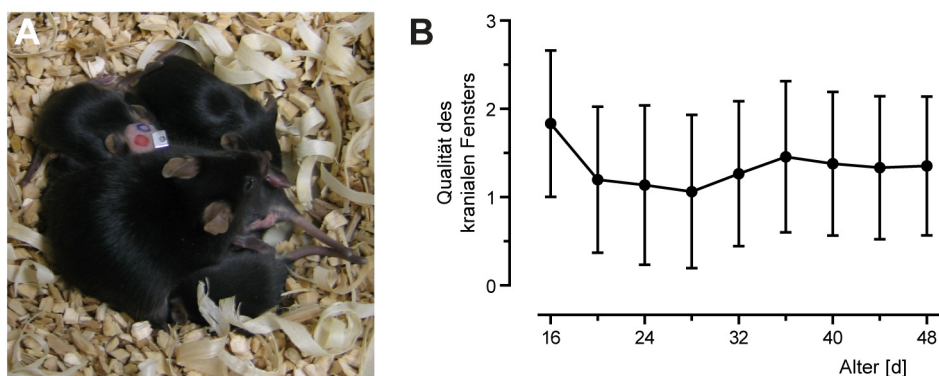 A
B
Qualität des
kranialen Fensters
3
2
1
0
16
24
32
40
48
Alter [d]